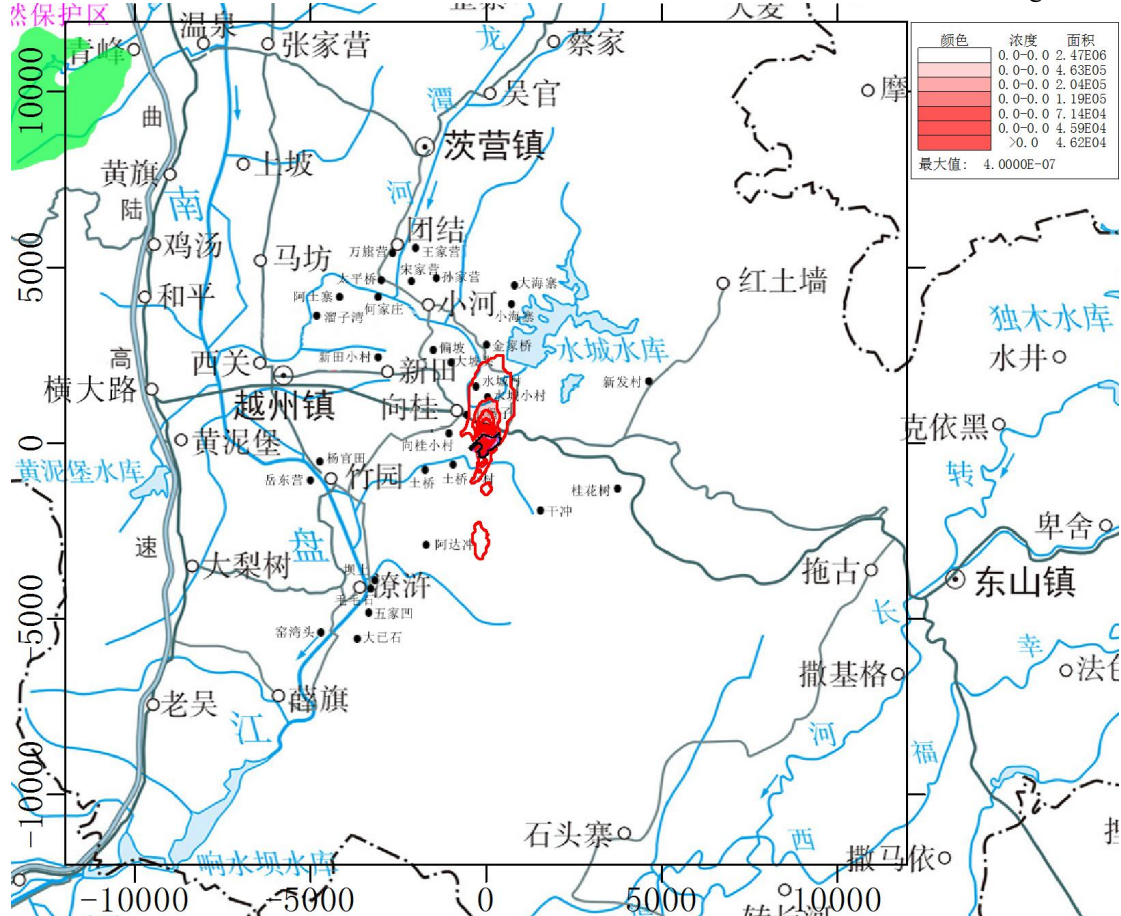 然保护区
温泉
张家营
青峰
龙
蔡家
颜色 浓度 面积
0.0-0.0 2.47E06
0.0-0.0 4.63E05
0.0-0.0 2.04E05
0.0-0.0 1.19E05
0.0-0.0 7.14E04
0.0-0.0 4.59E04
>0.0 4.62E04
最大值: 4.0000E-07
10000
潭
吴官
摩
曲
茨营镇
上坡
黄旗
河
南
陆
团结
鸡汤
万旗营
王家营
马坊
宋家营
太平桥
孙家营
5000
大海寨
红土墙
和平
阿土寨
何家庄
小河
小海寨
溜子湾
独木水库
高
西关
新田小村
偏坡
金家桥
水城水库
水井
新田
横大路
新发村
越州镇
向桂
水城小村
克依黑
0
黄泥堡
向桂小村
黄泥堡水库
杨官田
转
岳东营
竹园
土桥
桂花树
干冲
速
盘
阿达冲
卑舍
大梨树
坝上
拖古
东山镇
潦浒
-5000
五家凹
长
窑湾头
大已石
幸
撒基格
老吴
薛旗
江
河
福
-10000
石头寨
西
撒马依
响水坝水库
-10000
-5000
0
5000
10000